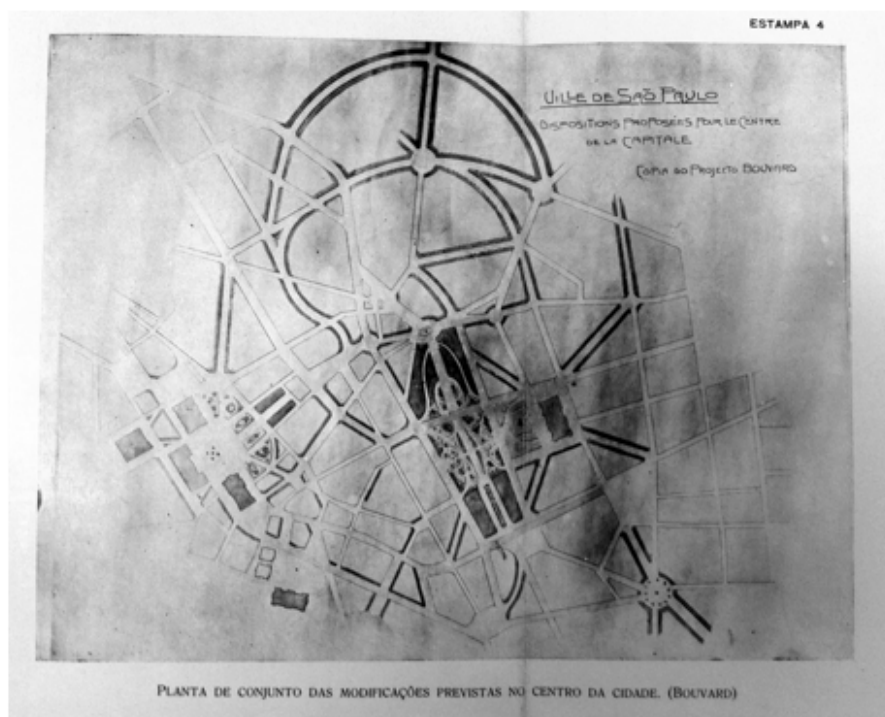 ESTAMPA 4
VILLE DE SAÕ PAULO
DISPOSITIONS PROPOSÉES POUR LE CENTRE
DE LA CAPITALE
COPIA DO PROJECTO BOUVARD
PLANTA DE CONJUNTO DAS MODIFICAÇÕES PREVISTAS NO CENTRO DA CIDADE. (BOUVARD)